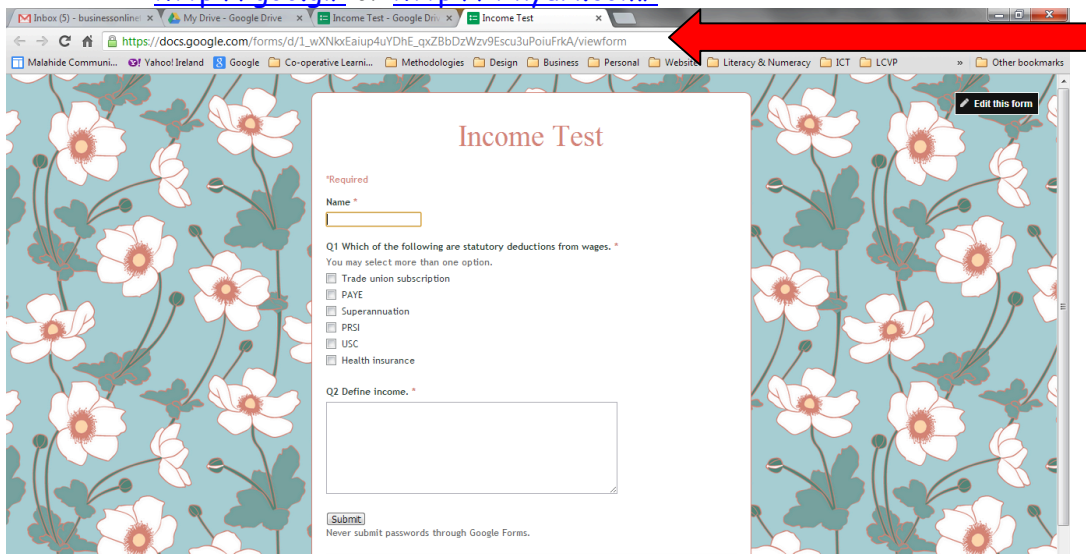 Inbox (5) - businessonline
My Drive - Google Drive
Income Test - Google Driv
Income Test
https://docs.google.com/forms/d/1_wXNkxEaiup4uYDhE_qxZBbDzWzv9Escu3uPoiuFrkA/viewform
Malahide Communi... Yahoo! Ireland Google Co-operative Learni... Methodologies Design Business Personal Website Literacy & Numeracy ICT LCVP » Other bookmarks
Edit this form
Income Test
*Required
Name *
Q1 Which of the following are statutory deductions from wages. *
You may select more than one option.
Trade union subscription
PAYE
Superannuation
PRSI
USC
Health insurance
Q2 Define income. *
Submit
Never submit passwords through Google Forms.